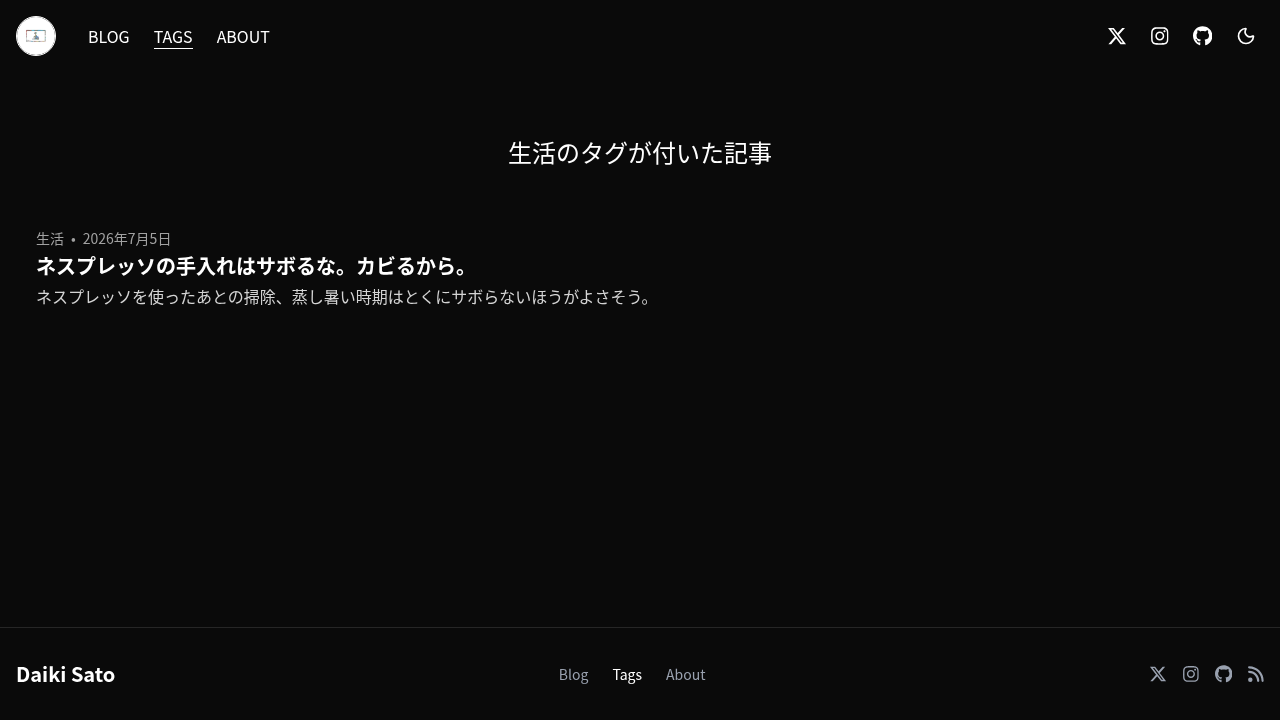 BLOG TAGS ABOUT
生活のタグが付いた記事
生活 • 2026年7月5日
ネスプレッソの手入れはサボるな。カビるから。
ネスプレッソを使ったあとの掃除、蒸し暑い時期はとくにサボらないほうがよさそう。
Daiki Sato
Blog Tags About